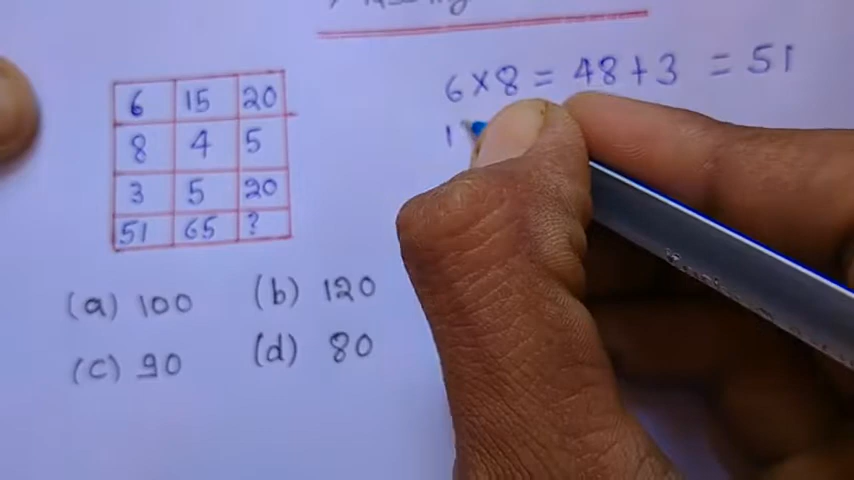 6 × 8 = 48 + 3 = 51
1
6 15 20
8 4 5
3 5 20
51 65 ?
(a) 100 (b) 120
(c) 90 (d) 80